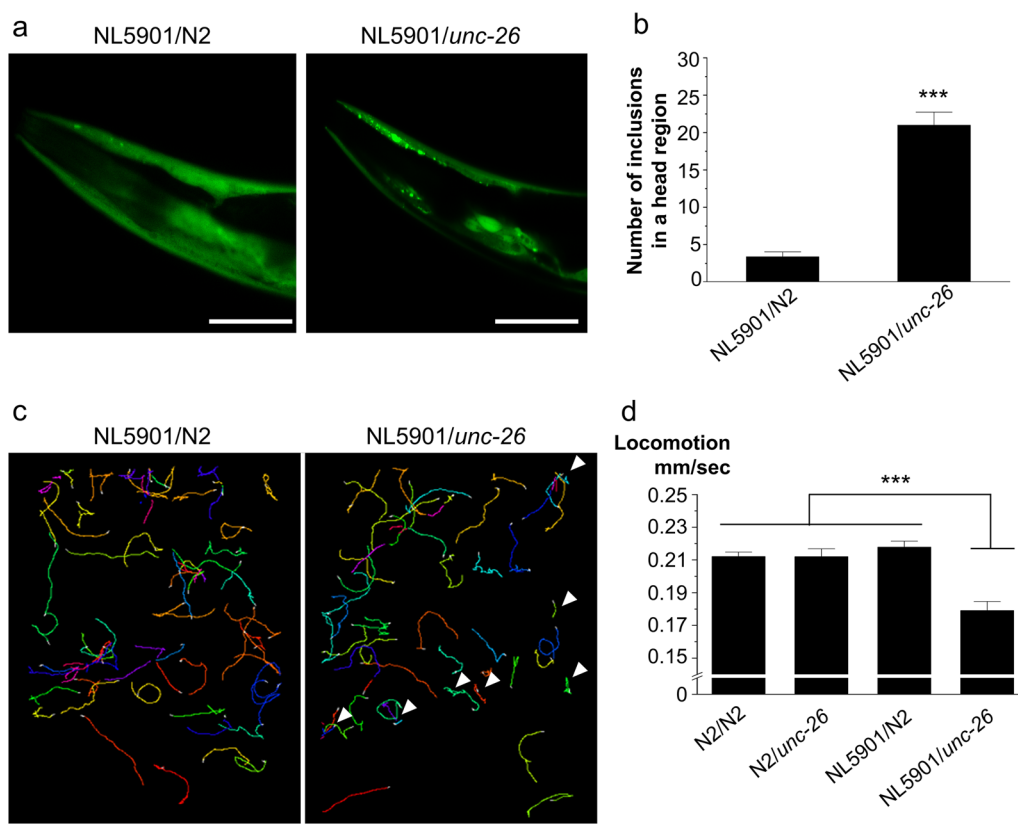 a
NL5901/N2
NL5901/unc-26
b
Number of inclusions
in a head region
30
25
20
15
10
5
0
***
NL5901/N2
NL5901/unc-26
c
NL5901/N2
NL5901/unc-26
d
Locomotion
mm/sec
0.25
0.23
0.21
0.19
0.17
0.15
0
***
N2/N2
N2/unc-26
NL5901/N2
NL5901/unc-26